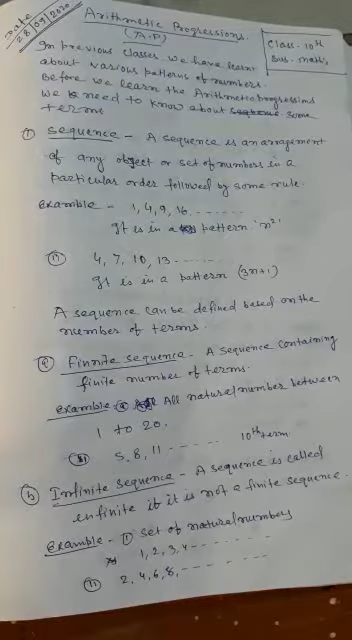 Date
28/09/2020
Arithmetic Progressions.
(A.P)
Class - 10th
Sub. maths
In previous classes we have learn
about various patterns of numbers.
Before we learn the Arithmetic progressions
we need to know about some
terms
(i) Sequence - A sequence is an arrangement
of any object or set of numbers in a
particular order followed by some rule.
Example - 1, 4, 9, 16.......
It is in a pettern 'n²'
(ii) 4, 7, 10, 13......
It is in a pattern (3n+1)
A sequence can be defined based on the
number of terms.
(a) Finnite sequence - A sequence containing
finite number of terms.
Example (a) All natural number between
1 to 20.
(b) 5, 8, 11 ...... 10th term
(b) Infinite sequence - A sequence is called
enfinite if it is not a finite sequence.
Example - (i) set of natural numbers
1, 2, 3, 4 -------
(ii) 2, 4, 6, 8, -------